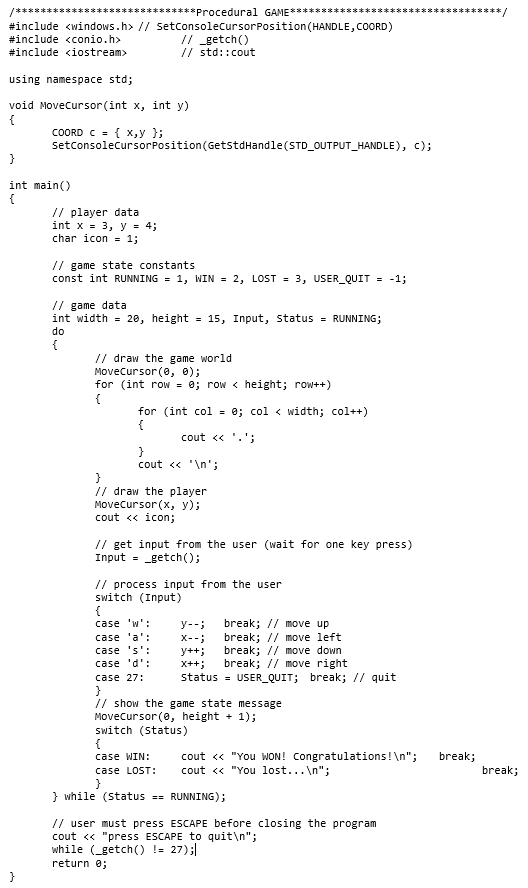 /*****************************Procedural GAME**********************************/
#include <windows.h> // SetConsoleCursorPosition(HANDLE,COORD)
#include <conio.h>          // _getch()
#include <iostream>         // std::cout

using namespace std;

void MoveCursor(int x, int y)
{
       COORD c = { x,y };
       SetConsoleCursorPosition(GetStdHandle(STD_OUTPUT_HANDLE), c);
}

int main()
{
       // player data
       int x = 3, y = 4;
       char icon = 1;

       // game state constants
       const int RUNNING = 1, WIN = 2, LOST = 3, USER_QUIT = -1;

       // game data
       int width = 20, height = 15, Input, Status = RUNNING;
       do
       {
              // draw the game world
              MoveCursor(0, 0);
              for (int row = 0; row < height; row++)
              {
                     for (int col = 0; col < width; col++)
                     {
                            cout << '.';
                     }
                     cout << '\n';
              }
              // draw the player
              MoveCursor(x, y);
              cout << icon;

              // get input from the user (wait for one key press)
              Input = _getch();

              // process input from the user
              switch (Input)
              {
              case 'w':     y--;   break; // move up
              case 'a':     x--;   break; // move left
              case 's':     y++;   break; // move down
              case 'd':     x++;   break; // move right
              case 27:      Status = USER_QUIT;  break; // quit
              }
              // show the game state message
              MoveCursor(0, height + 1);
              switch (Status)
              {
              case WIN:     cout << "You WON! Congratulations!\n";   break;
              case LOST:    cout << "You lost...\n";                         break;
              }
       } while (Status == RUNNING);

       // user must press ESCAPE before closing the program
       cout << "press ESCAPE to quit\n";
       while (_getch() != 27);
       return 0;
}